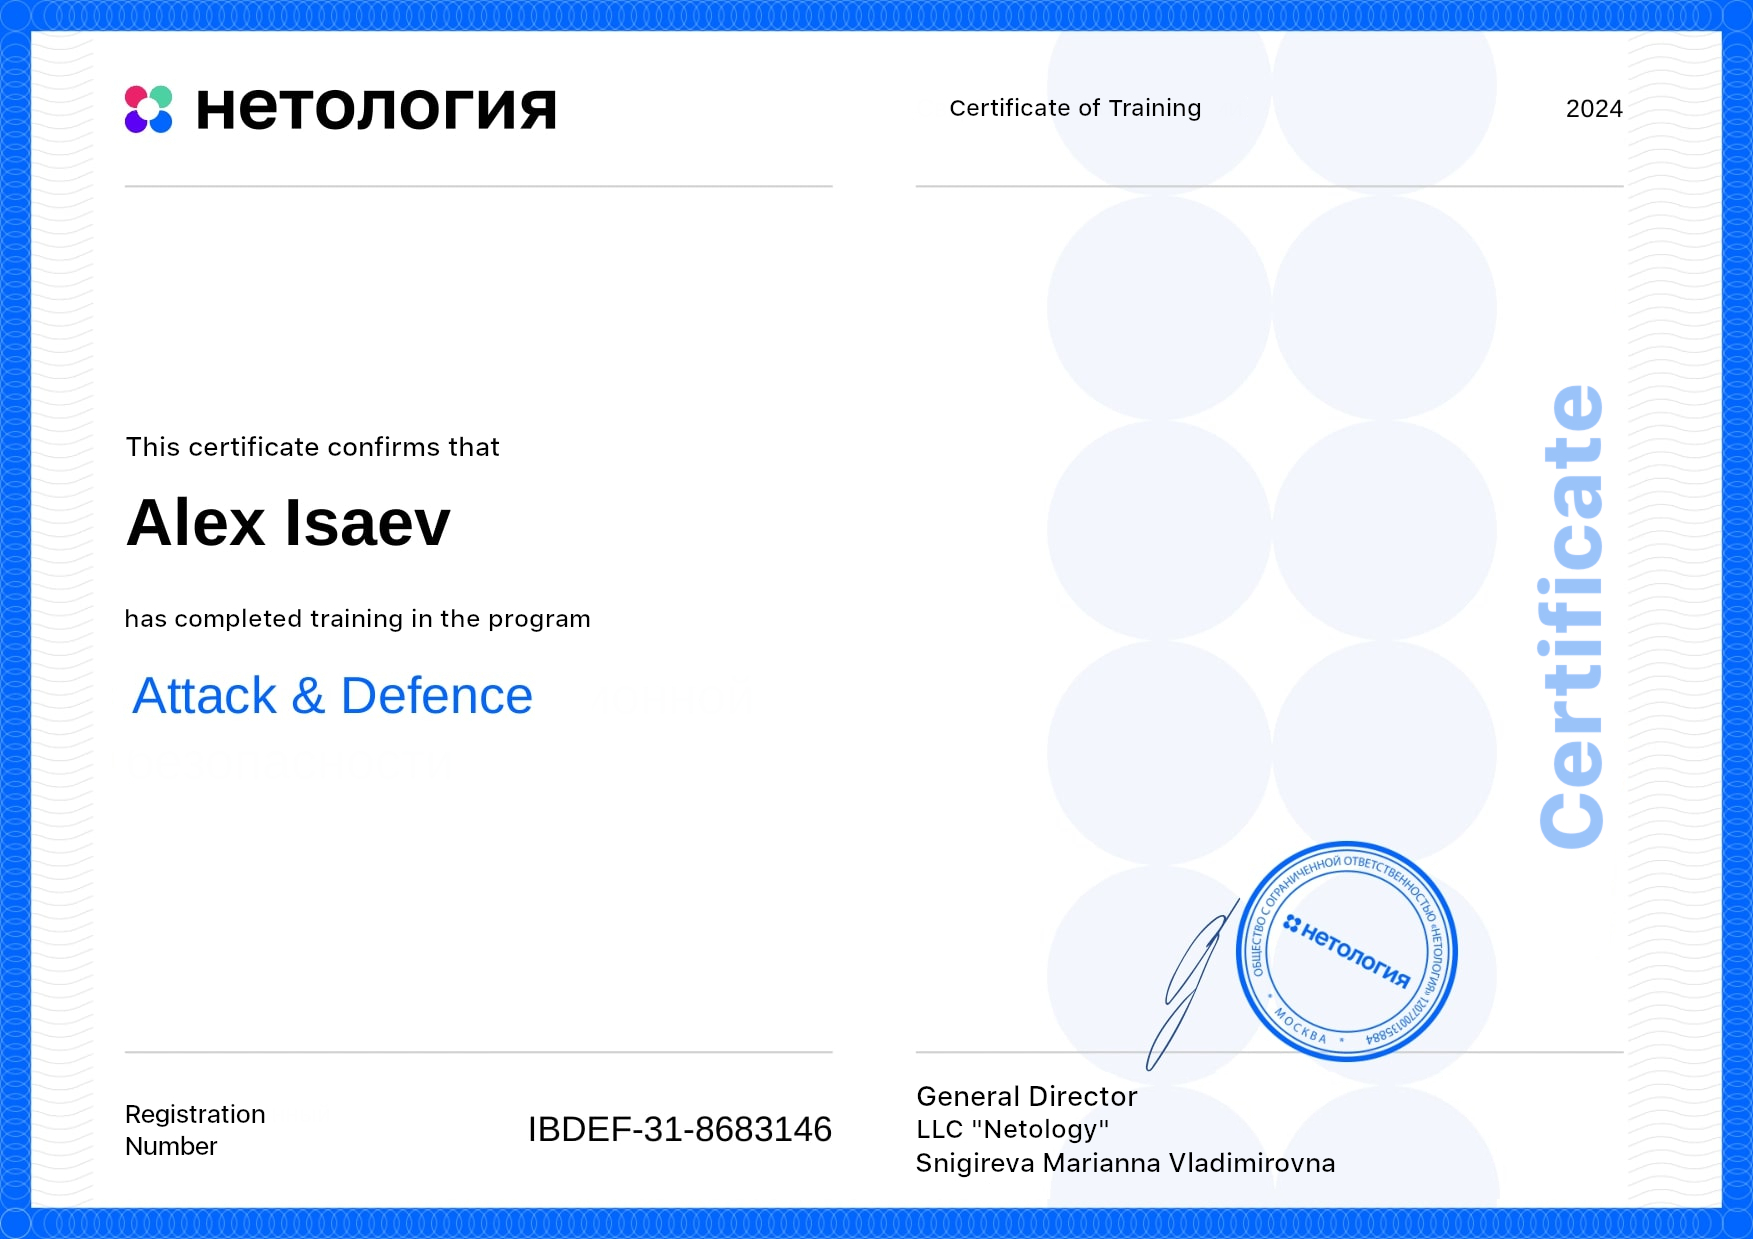 нетология
Certificate of Training
2024
This certificate confirms that
Alex Isaev
has completed training in the program
Attack & Defence
Certificate
ОБЩЕСТВО С ОГРАНИЧЕННОЙ ОТВЕТСТВЕННОСТЬЮ «НЕТОЛОГИЯ» 1207700135884
* МОСКВА *
нетология
Registration
Number
IBDEF-31-8683146
General Director
LLC "Netology"
Snigireva Marianna Vladimirovna